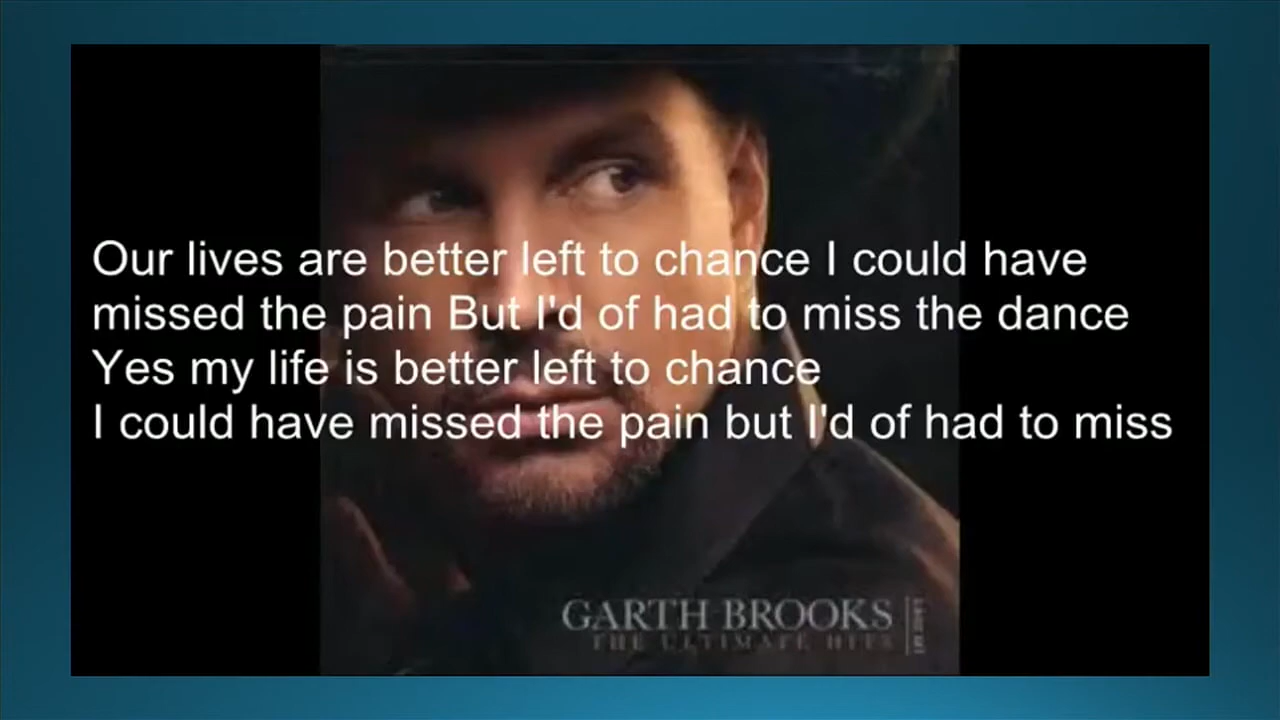 Our lives are better left to chance I could have
missed the pain But I'd of had to miss the dance
Yes my life is better left to chance
I could have missed the pain but I'd of had to miss
GARTH BROOKS
THE ULTIMATE HITS